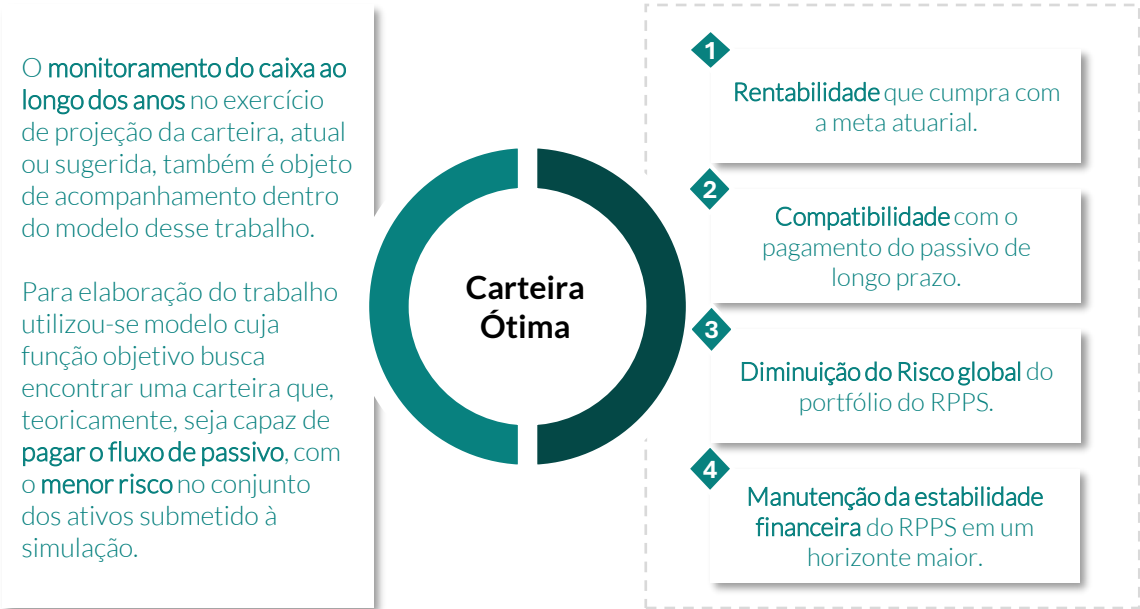 O monitoramento do caixa ao
longo dos anos no exercício
de projeção da carteira, atual
ou sugerida, também é objeto
de acompanhamento dentro
do modelo desse trabalho.
Para elaboração do trabalho
utilizou-se modelo cuja
função objetivo busca
encontrar uma carteira que,
teoricamente, seja capaz de
pagar o fluxo de passivo, com
o menor risco no conjunto
dos ativos submetido à
simulação.
Carteira
Ótima
1
Rentabilidade que cumpra com
a meta atuarial.
2
Compatibilidade com o
pagamento do passivo de
longo prazo.
3
Diminuição do Risco global do
portfólio do RPPS.
4
Manutenção da estabilidade
financeira do RPPS em um
horizonte maior.